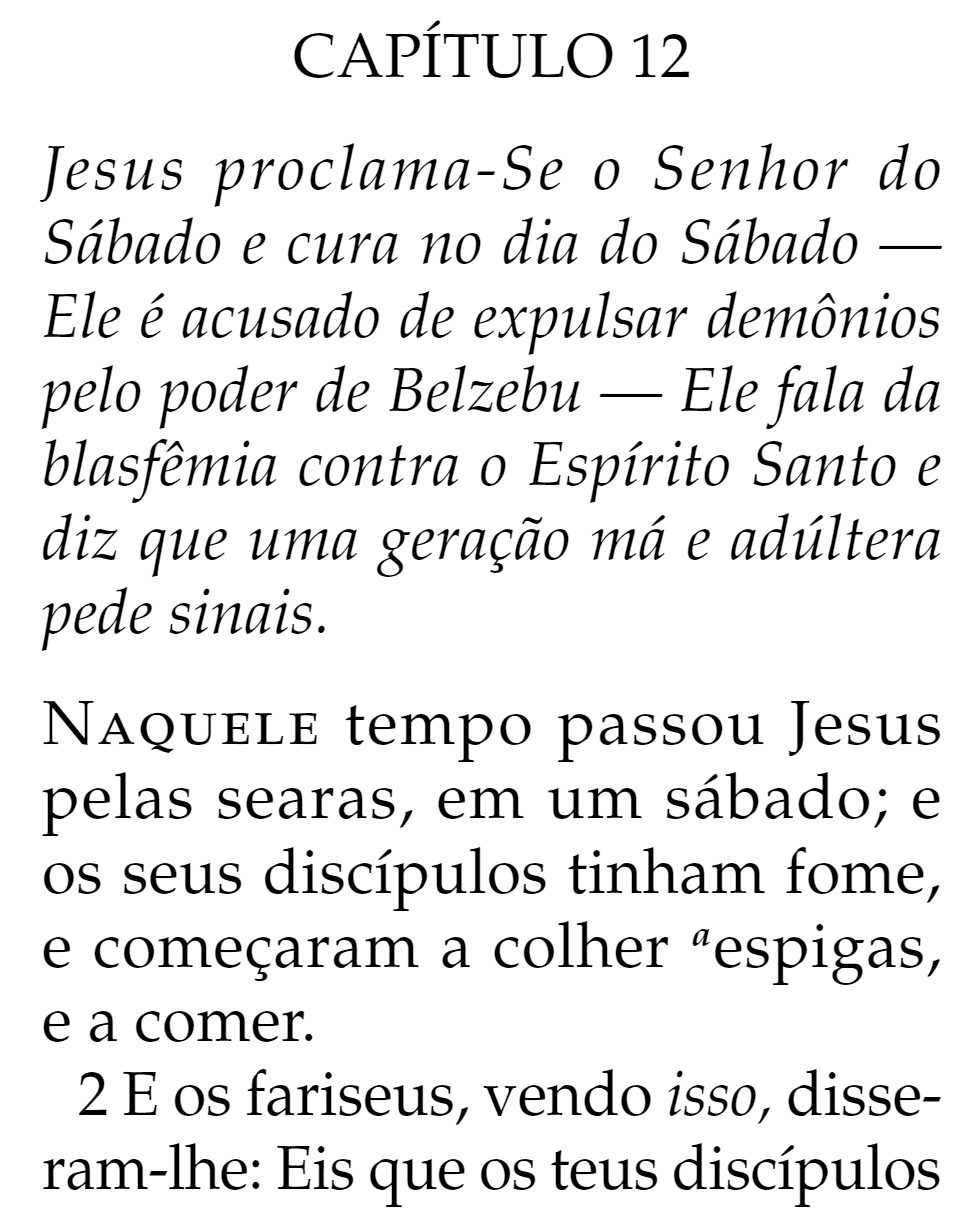 CAPÍTULO 12
Jesus proclama-Se o Senhor do
Sábado e cura no dia do Sábado —
Ele é acusado de expulsar demônios
pelo poder de Belzebu — Ele fala da
blasfêmia contra o Espírito Santo e
diz que uma geração má e adúltera
pede sinais.
NAQUELE tempo passou Jesus
pelas searas, em um sábado; e
os seus discípulos tinham fome,
e começaram a colher ᵃespigas,
e a comer.
2 E os fariseus, vendo isso, disse-
ram-lhe: Eis que os teus discípulos